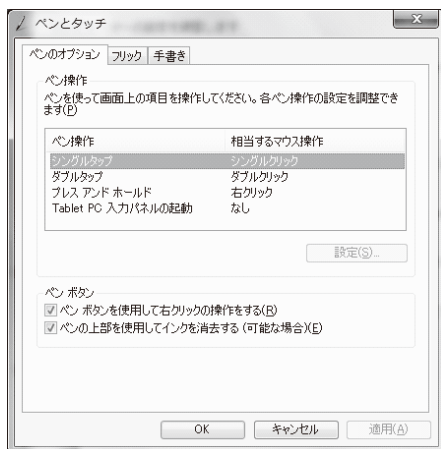 ペンとタッチ
ペンのオプション フリック 手書き
ペン操作
ペンを使って画面上の項目を操作してください。各ペン操作の設定を調整でき
ます(P)
ペン操作 相当するマウス操作
シングルタップ シングルクリック
ダブルタップ ダブルクリック
プレス アンド ホールド 右クリック
Tablet PC 入力パネルの起動 なし
設定(S)...
ペン ボタン
ペン ボタンを使用して右クリックの操作をする(R)
ペンの上部を使用してインクを消去する (可能な場合)(E)
OK キャンセル 適用(A)